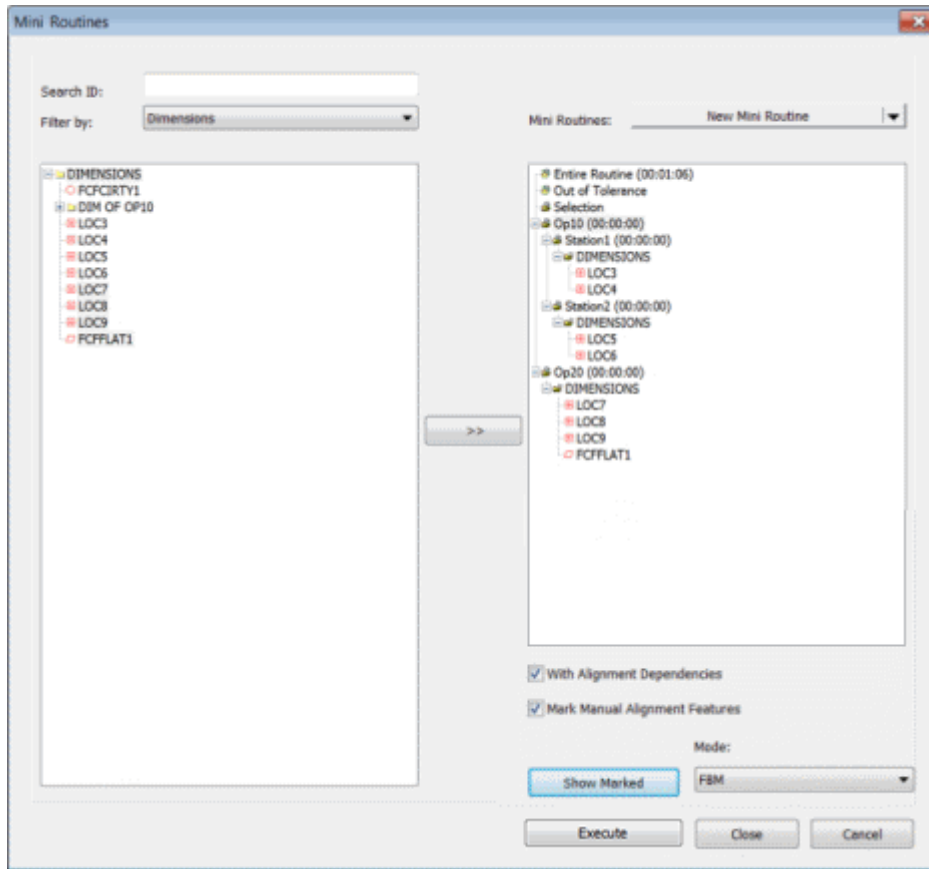 Mini Routines
Search ID:
Filter by: Dimensions
Mini Routines: New Mini Routine
DIMENSIONS
FCFCIRTY1
DIM OF OP10
LOC3
LOC4
LOC5
LOC6
LOC7
LOC8
LOC9
FCFFLAT1
>>
Entire Routine (00:01:06)
Out of Tolerance
Selection
Op10 (00:00:00)
Station1 (00:00:00)
DIMENSIONS
LOC3
LOC4
Station2 (00:00:00)
DIMENSIONS
LOC5
LOC6
Op20 (00:00:00)
DIMENSIONS
LOC7
LOC8
LOC9
FCFFLAT1
With Alignment Dependencies
Mark Manual Alignment Features
Mode:
Show Marked FBM
Execute Close Cancel